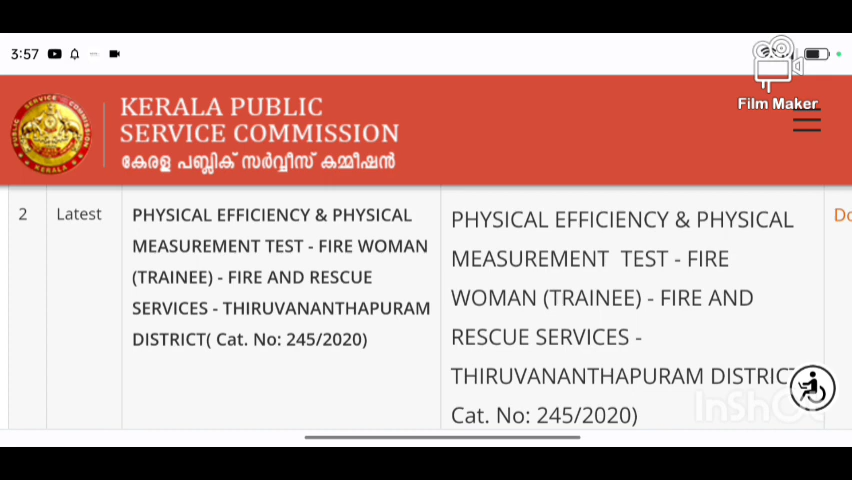 3:57
Film Maker
KERALA PUBLIC
SERVICE COMMISSION
കേരള പബ്ലിക് സർവ്വീസ് കമ്മീഷൻ
2
Latest
PHYSICAL EFFICIENCY & PHYSICAL
MEASUREMENT TEST - FIRE WOMAN
(TRAINEE) - FIRE AND RESCUE
SERVICES - THIRUVANANTHAPURAM
DISTRICT( Cat. No: 245/2020)
PHYSICAL EFFICIENCY & PHYSICAL
MEASUREMENT TEST - FIRE
WOMAN (TRAINEE) - FIRE AND
RESCUE SERVICES -
THIRUVANANTHAPURAM DISTRICT
Cat. No: 245/2020)
Do